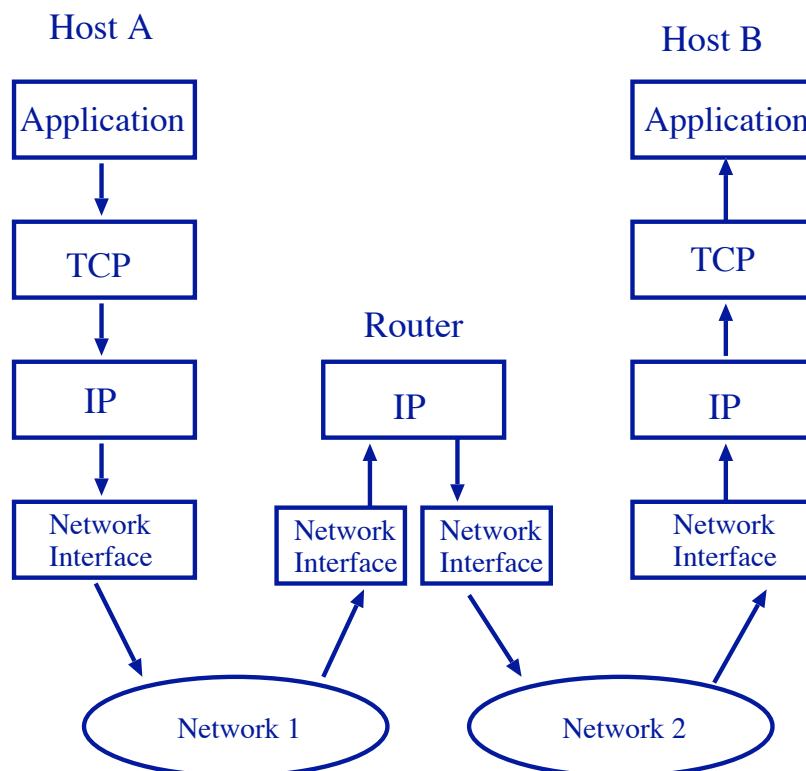 Host A
Host B
Application
Application
TCP
TCP
Router
IP
IP
IP
Network
Interface
Network
Interface
Network
Interface
Network
Interface
Network 1
Network 2